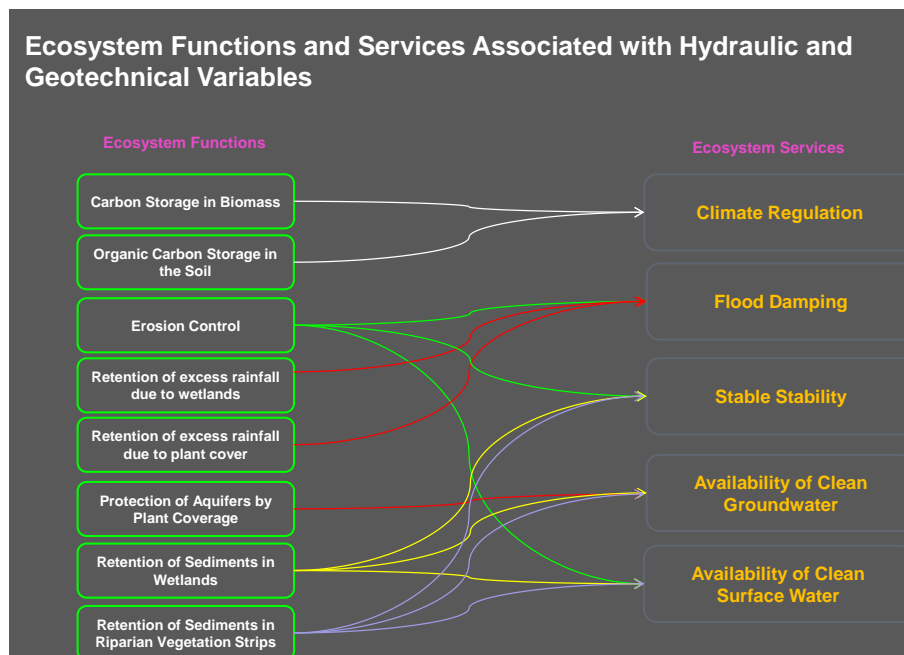 Ecosystem Functions and Services Associated with Hydraulic and
Geotechnical Variables
Ecosystem Functions
Carbon Storage in Biomass
Organic Carbon Storage in
the Soil
Erosion Control
Retention of excess rainfall
due to wetlands
Retention of excess rainfall
due to plant cover
Protection of Aquifers by
Plant Coverage
Retention of Sediments in
Wetlands
Retention of Sediments in
Riparian Vegetation Strips
Ecosystem Services
Climate Regulation
Flood Damping
Stable Stability
Availability of Clean
Groundwater
Availability of Clean
Surface Water